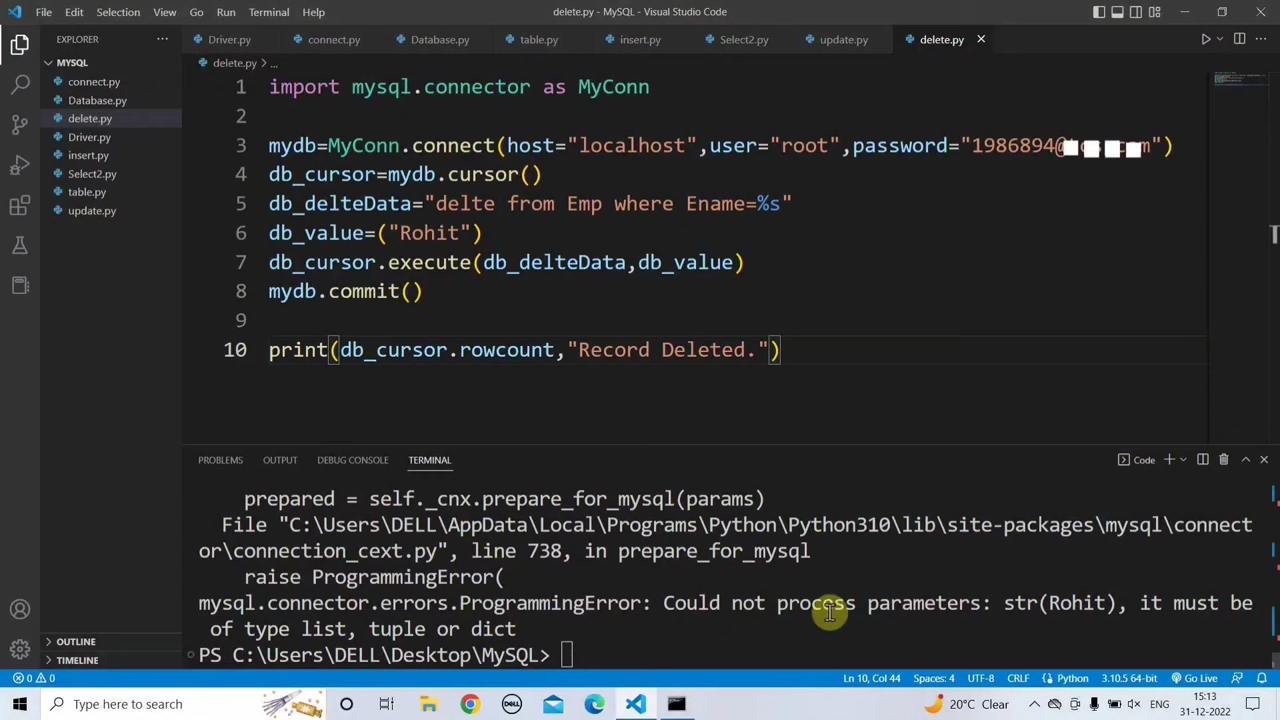 File Edit Selection View Go Run Terminal Help delete.py - MySQL - Visual Studio Code
EXPLORER
MYSQL
connect.py
Database.py
delete.py
Driver.py
insert.py
Select2.py
table.py
update.py
OUTLINE
TIMELINE
Driver.py connect.py Database.py table.py insert.py Select2.py update.py delete.py
delete.py > ...
1 import mysql.connector as MyConn
2
3 mydb=MyConn.connect(host="localhost",user="root",password="1986894@ m")
4 db_cursor=mydb.cursor()
5 db_delteData="delte from Emp where Ename=%s"
6 db_value=("Rohit")
7 db_cursor.execute(db_delteData,db_value)
8 mydb.commit()
9
10 print(db_cursor.rowcount,"Record Deleted.")
PROBLEMS OUTPUT DEBUG CONSOLE TERMINAL Code
prepared = self._cnx.prepare_for_mysql(params)
File "C:\Users\DELL\AppData\Local\Programs\Python\Python310\lib\site-packages\mysql\connect
or\connection_cext.py", line 738, in prepare_for_mysql
raise ProgrammingError(
mysql.connector.errors.ProgrammingError: Could not process parameters: str(Rohit), it must be
of type list, tuple or dict
PS C:\Users\DELL\Desktop\MySQL>
0 0 Ln 10, Col 44 Spaces: 4 UTF-8 CRLF Python 3.10.5 64-bit Go Live
Type here to search DELL 20°C Clear ENG 15:13
31-12-2022